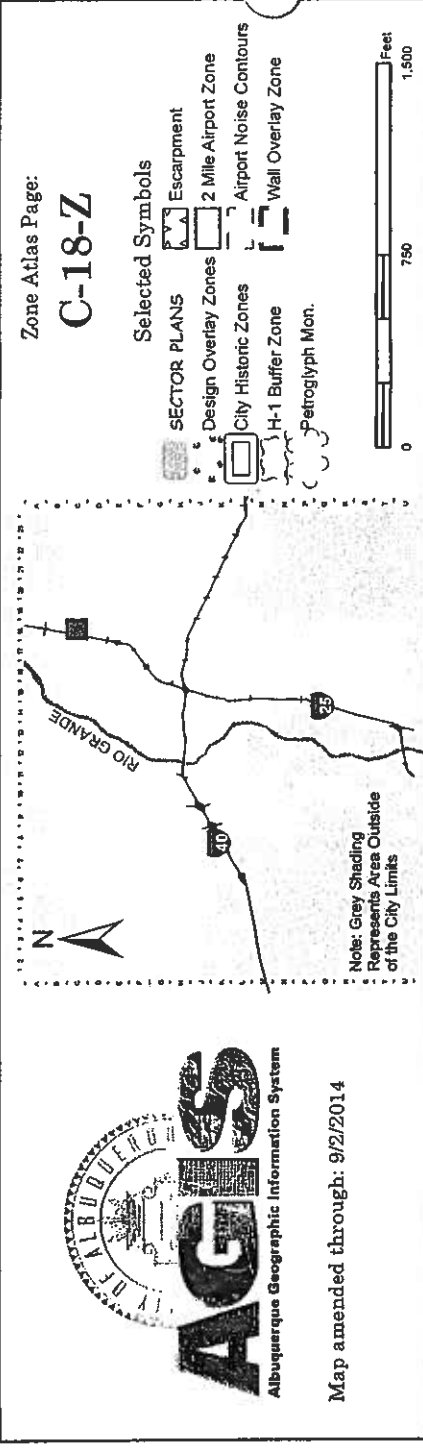 CITY OF ALBUQUERQUE
AGIS
Albuquerque Geographic Information System
Map amended through: 9/2/2014
N
RIO GRANDE
40
25
Note: Grey Shading
Represents Area Outside
of the City Limits
Zone Atlas Page:
C-18-Z
Selected Symbols
SECTOR PLANS
Design Overlay Zones
City Historic Zones
H-1 Buffer Zone
Petroglyph Mon.
Escarpment
2 Mile Airport Zone
Airport Noise Contours
Wall Overlay Zone
Feet
0 750 1,500